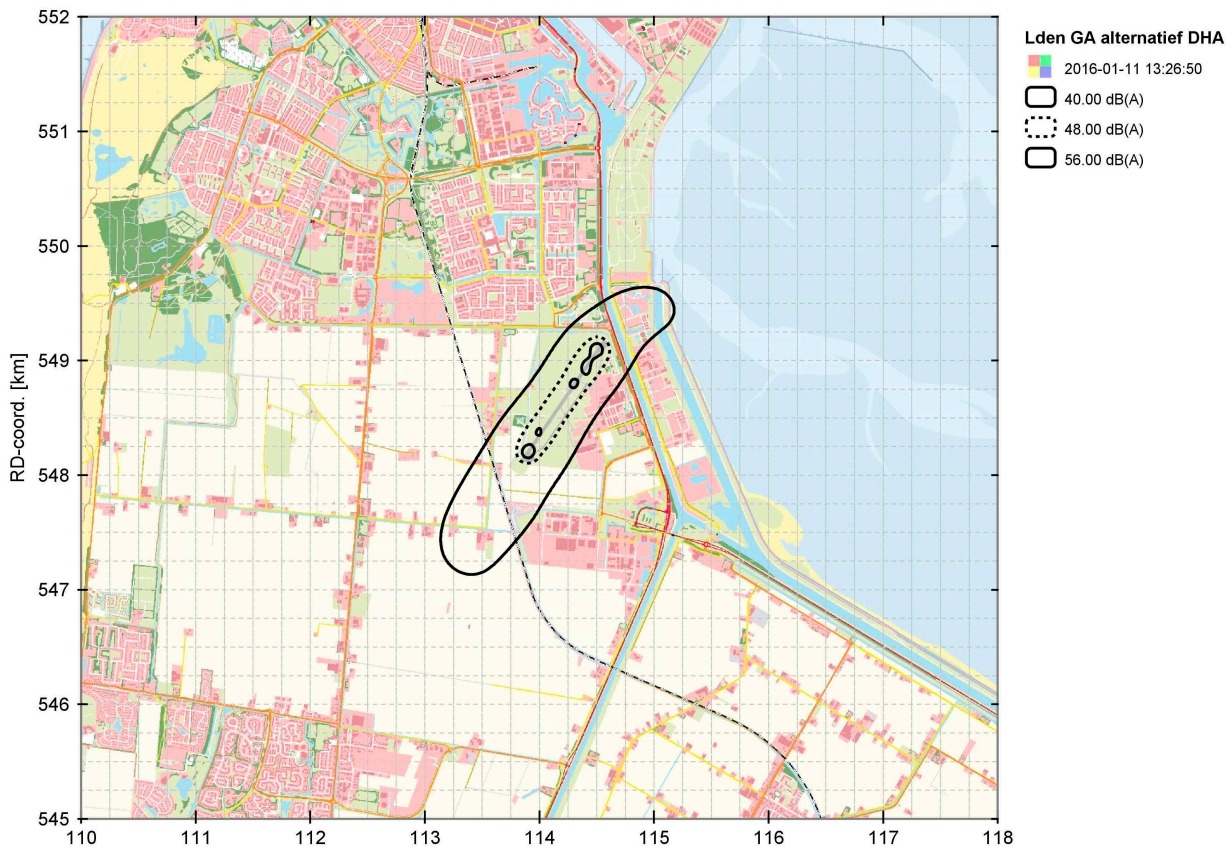 552
551
550
549
548
547
546
545
RD-coord. [km]
110 111 112 113 114 115 116 117 118
Lden GA alternatief DHA
2016-01-11 13:26:50
40.00 dB(A)
48.00 dB(A)
56.00 dB(A)